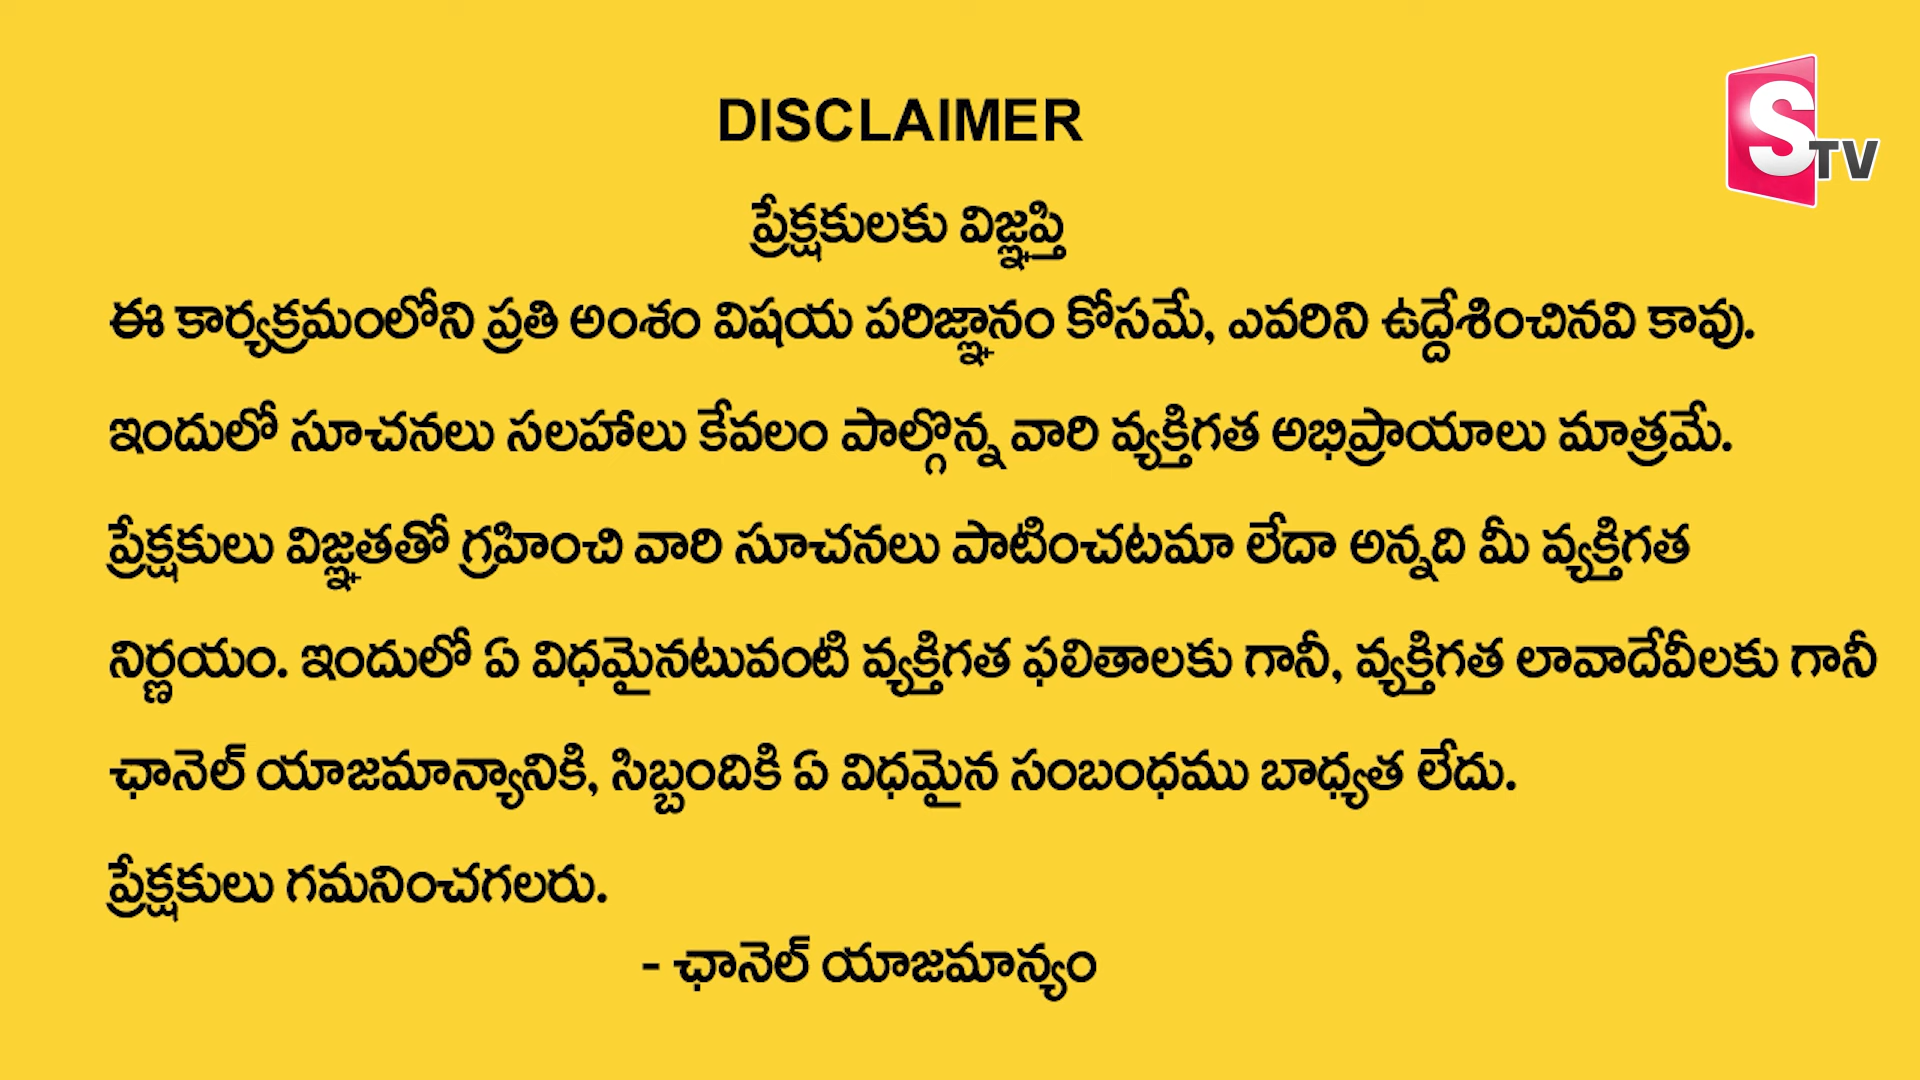 DISCLAIMER
STV
ప్రేక్షకులకు విజ్ఞప్తి
ఈ కార్యక్రమంలోని ప్రతి అంశం విషయ పరిజ్ఞానం కోసమే, ఎవరిని ఉద్దేశించినవి కావు.
ఇందులో సూచనలు సలహాలు కేవలం పాల్గొన్న వారి వ్యక్తిగత అభిప్రాయాలు మాత్రమే.
ప్రేక్షకులు విజ్ఞతతో గ్రహించి వారి సూచనలు పాటించటమా లేదా అన్నది మీ వ్యక్తిగత
నిర్ణయం. ఇందులో ఏ విధమైనటువంటి వ్యక్తిగత ఫలితాలకు గానీ, వ్యక్తిగత లావాదేవీలకు గానీ
ఛానెల్ యాజమాన్యానికి, సిబ్బందికి ఏ విధమైన సంబంధము బాధ్యత లేదు.
ప్రేక్షకులు గమనించగలరు.
- ఛానెల్ యాజమాన్యం